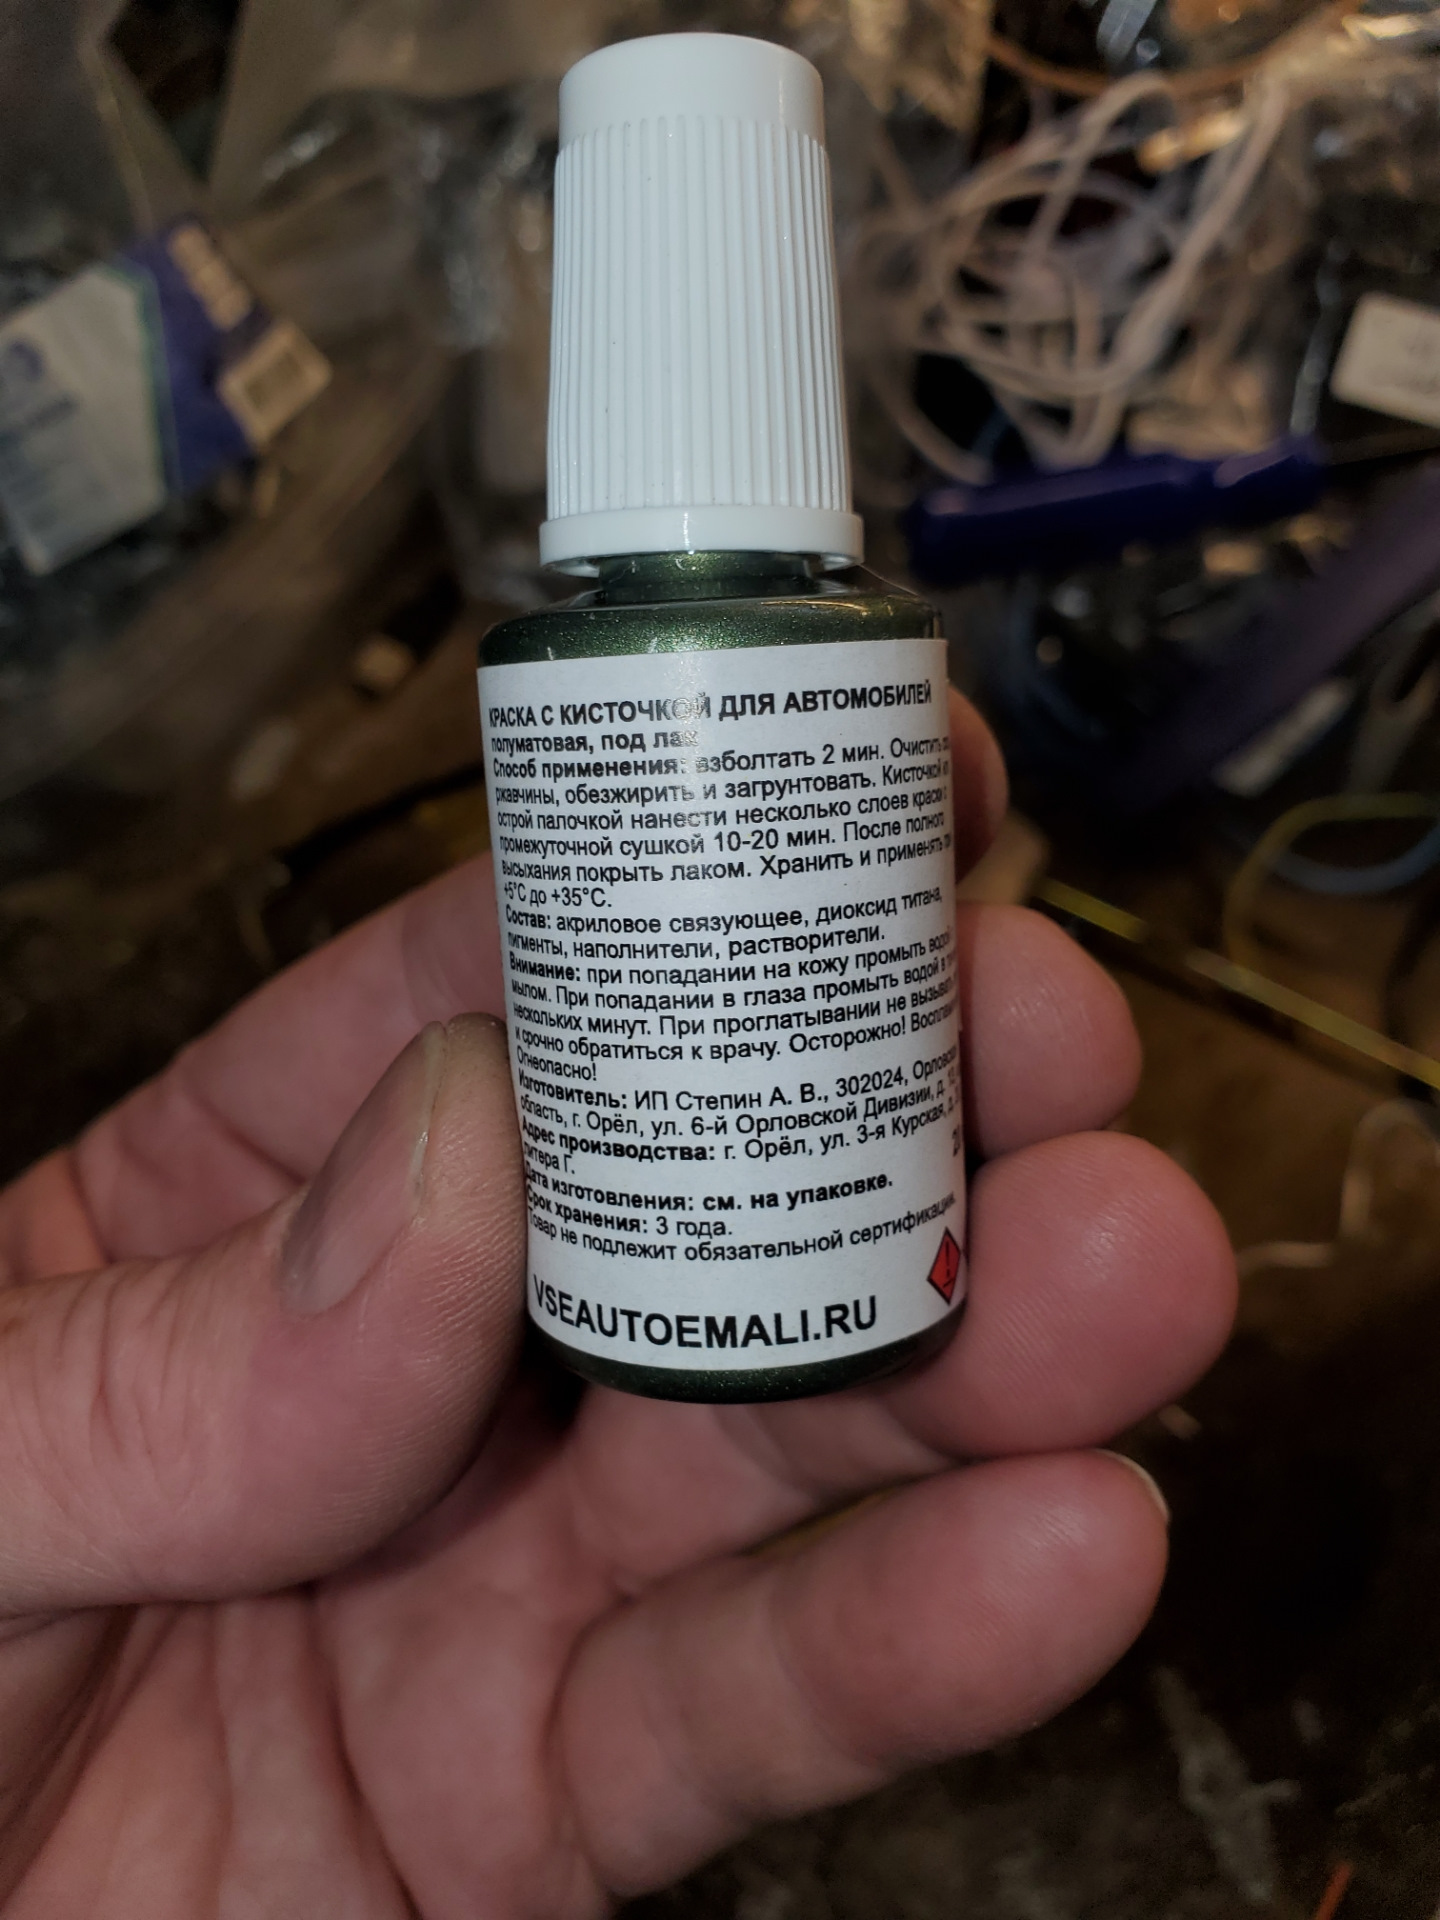 КРАСКА С КИСТОЧКОЙ ДЛЯ АВТОМОБИЛЕЙ
полуматовая, под лак
Способ применения: взболтать 2 мин. Очистить
ржавчины, обезжирить и загрунтовать. Кисточкой
острой палочкой нанести несколько слоев краски с
промежуточной сушкой 10-20 мин. После полного
высыхания покрыть лаком. Хранить и применять
+5°C до +35°C.
Состав: акриловое связующее, диоксид титана,
пигменты, наполнители, растворители.
Внимание: при попадании на кожу промыть водой
мылом. При попадании в глаза промыть водой в
нескольких минут. При проглатывании не
и срочно обратиться к врачу. Осторожно!
Огнеопасно!
Изготовитель: ИП Степин А. В., 302024,
область, г. Орёл, ул. 6-й Орловской Дивизии, д.
Адрес производства: г. Орёл, ул. 3-я Курская, д.
литера Г.
Дата изготовления: см. на упаковке.
Срок хранения: 3 года.
Товар не подлежит обязательной сертификации.
VSEAUTOEMALI.RU